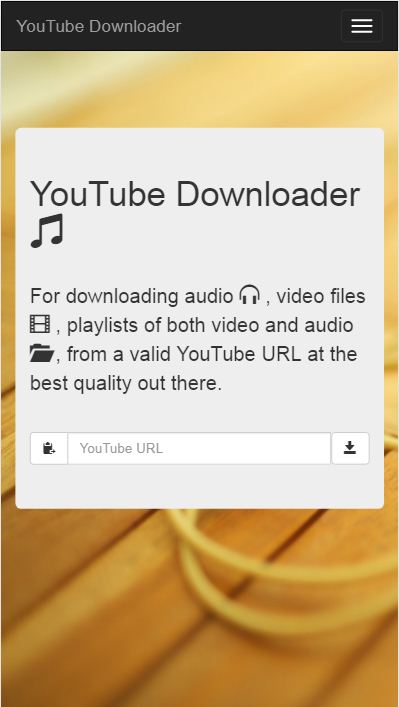 YouTube Downloader
YouTube Downloader
For downloading audio , video files
, playlists of both video and audio
, from a valid YouTube URL at the
best quality out there.
YouTube URL